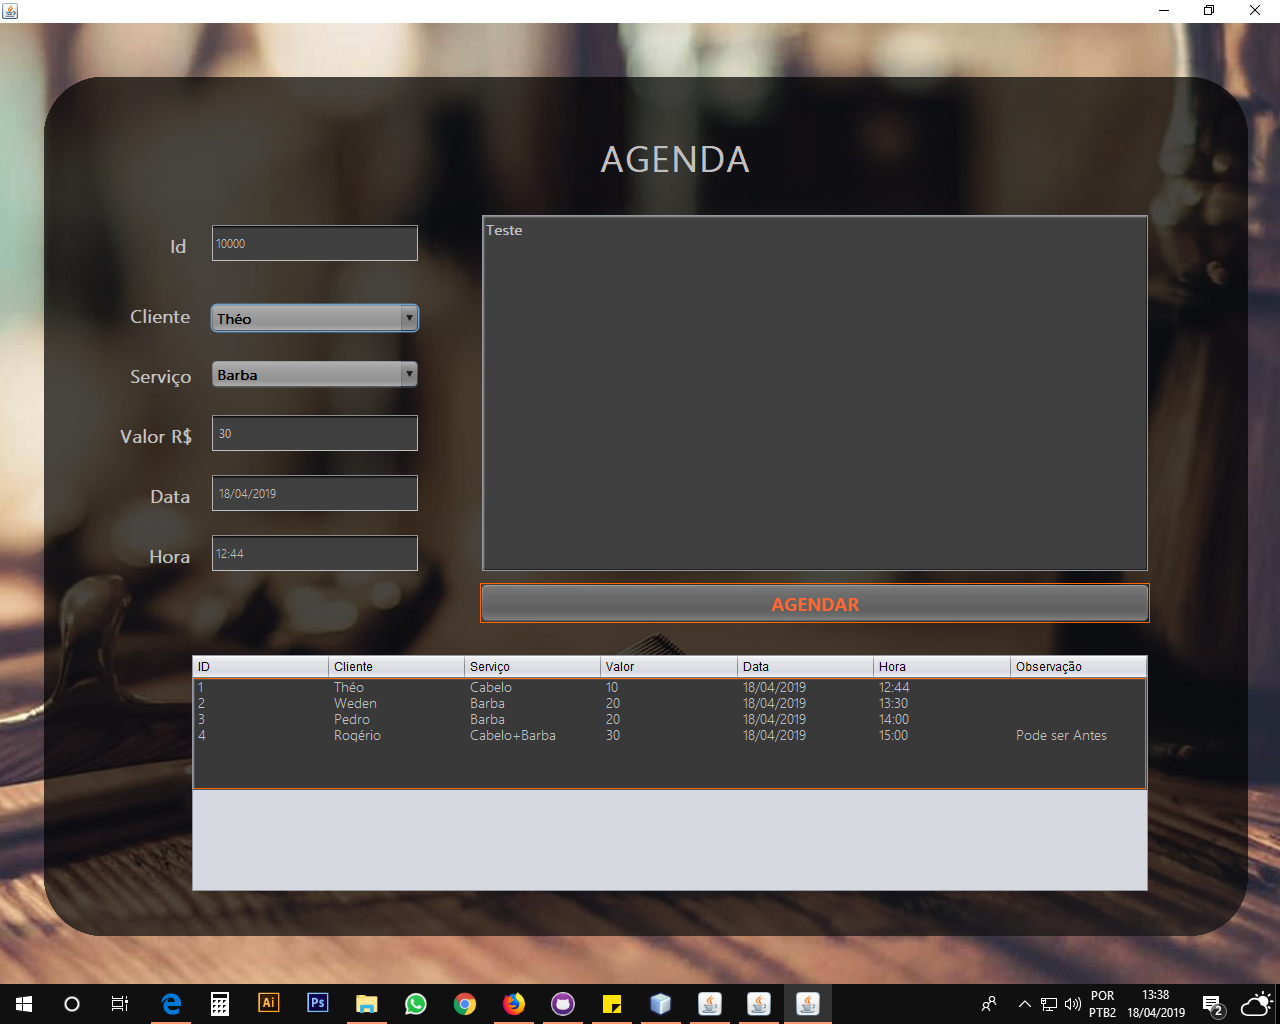 AGENDA
Id
10000
Teste
Cliente
Théo
Serviço
Barba
Valor R$
30
Data
18/04/2019
Hora
12:44
AGENDAR
ID Cliente Serviço Valor Data Hora Observação
1 Théo Cabelo 10 18/04/2019 12:44
2 Weden Barba 20 18/04/2019 13:30
3 Pedro Barba 20 18/04/2019 14:00
4 Rogério Cabelo+Barba 30 18/04/2019 15:00 Pode ser Antes
Ai
Ps
POR
PTB2
13:38
18/04/2019
2